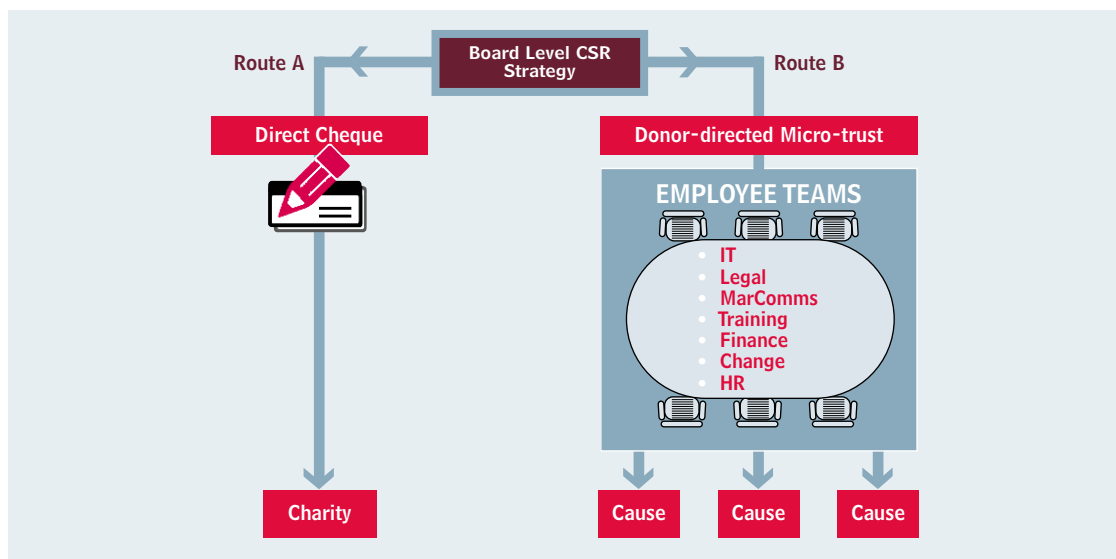 Board Level CSR
Strategy
Route A
Route B
Direct Cheque
Donor-directed Micro-trust
EMPLOYEE TEAMS
• IT
• Legal
• MarComms
• Training
• Finance
• Change
• HR
Charity
Cause
Cause
Cause